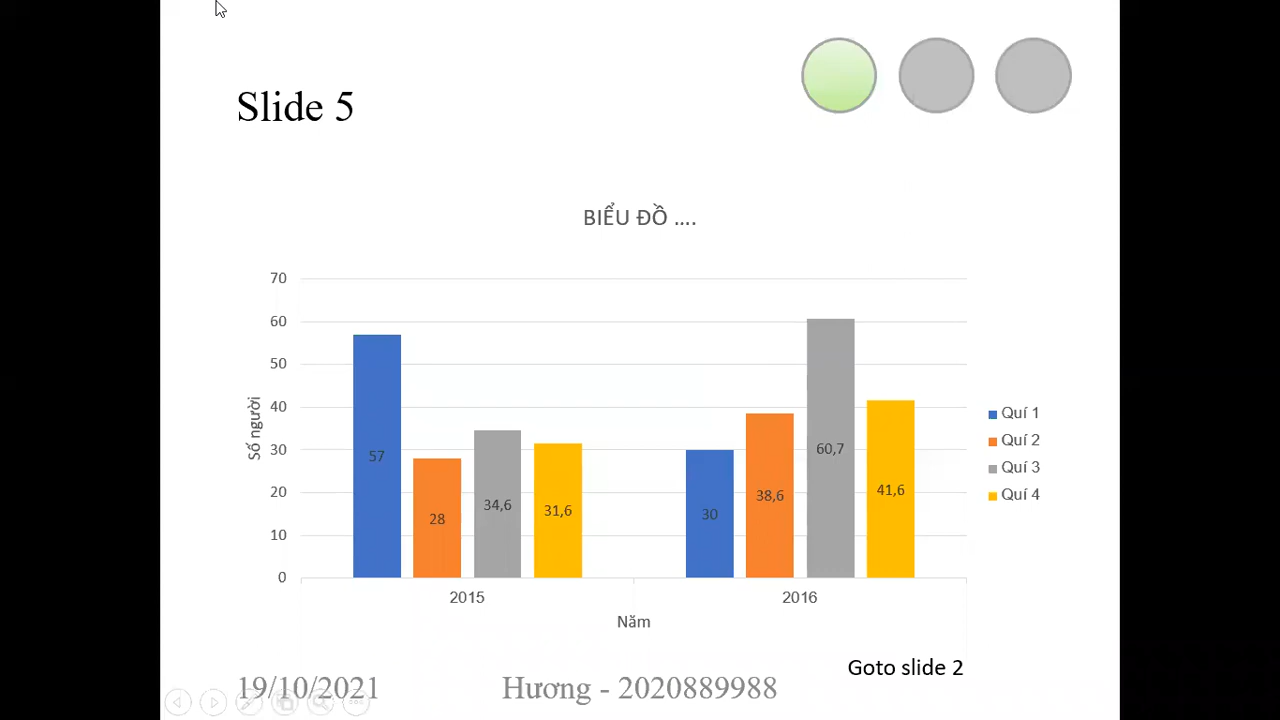 Slide 5
BIỂU ĐỒ ....
70
60
50
40
30
20
10
0
Số người
57
28
34,6
31,6
30
38,6
60,7
41,6
2015
2016
Năm
Quí 1
Quí 2
Quí 3
Quí 4
Goto slide 2
19/10/2021
Hương - 2020889988